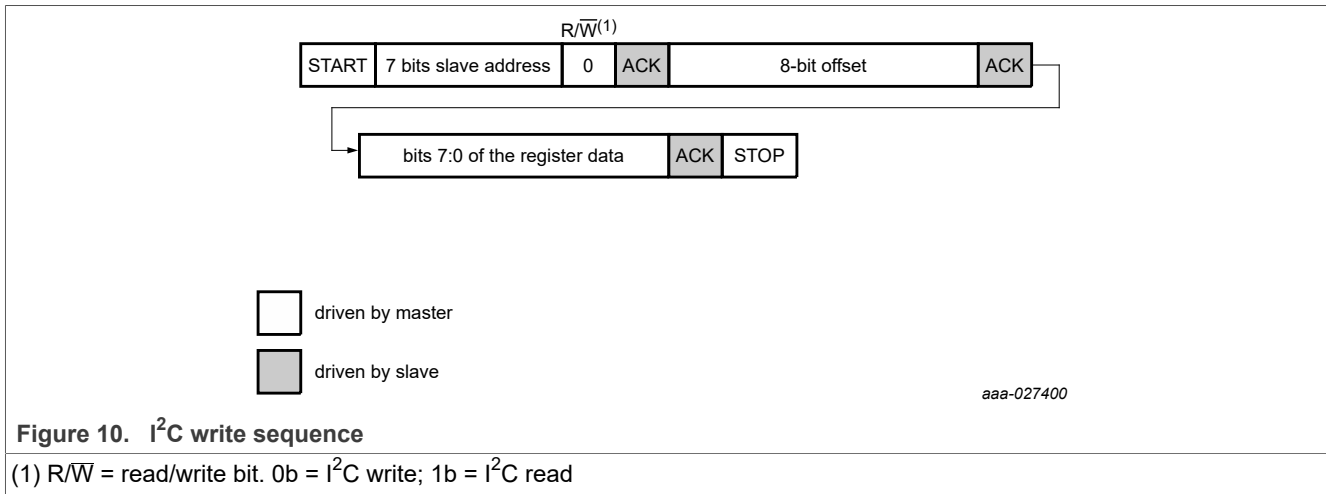 R/W̅(1)
START 7 bits slave address 0 ACK 8-bit offset ACK
bits 7:0 of the register data ACK STOP
driven by master
driven by slave
aaa-027400
Figure 10. I²C write sequence
(1) R/W̅ = read/write bit. 0b = I²C write; 1b = I²C read